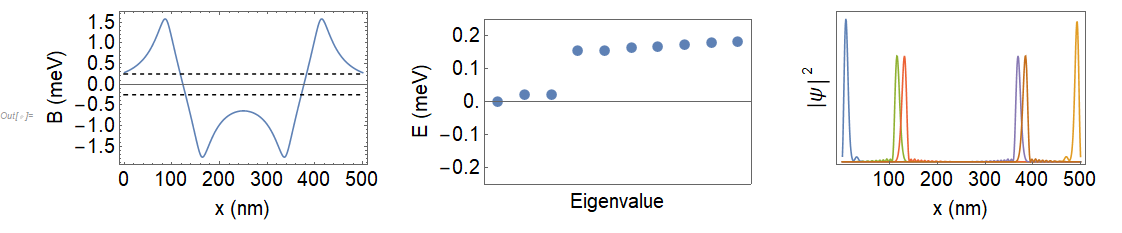 Out[•]=
B (meV)
1.5
1.0
0.5
0.0
−0.5
−1.0
−1.5
0 100 200 300 400 500
x (nm)
E (meV)
0.2
0.1
0.
−0.1
−0.2
Eigenvalue
|ψ|²
100 200 300 400 500
x (nm)